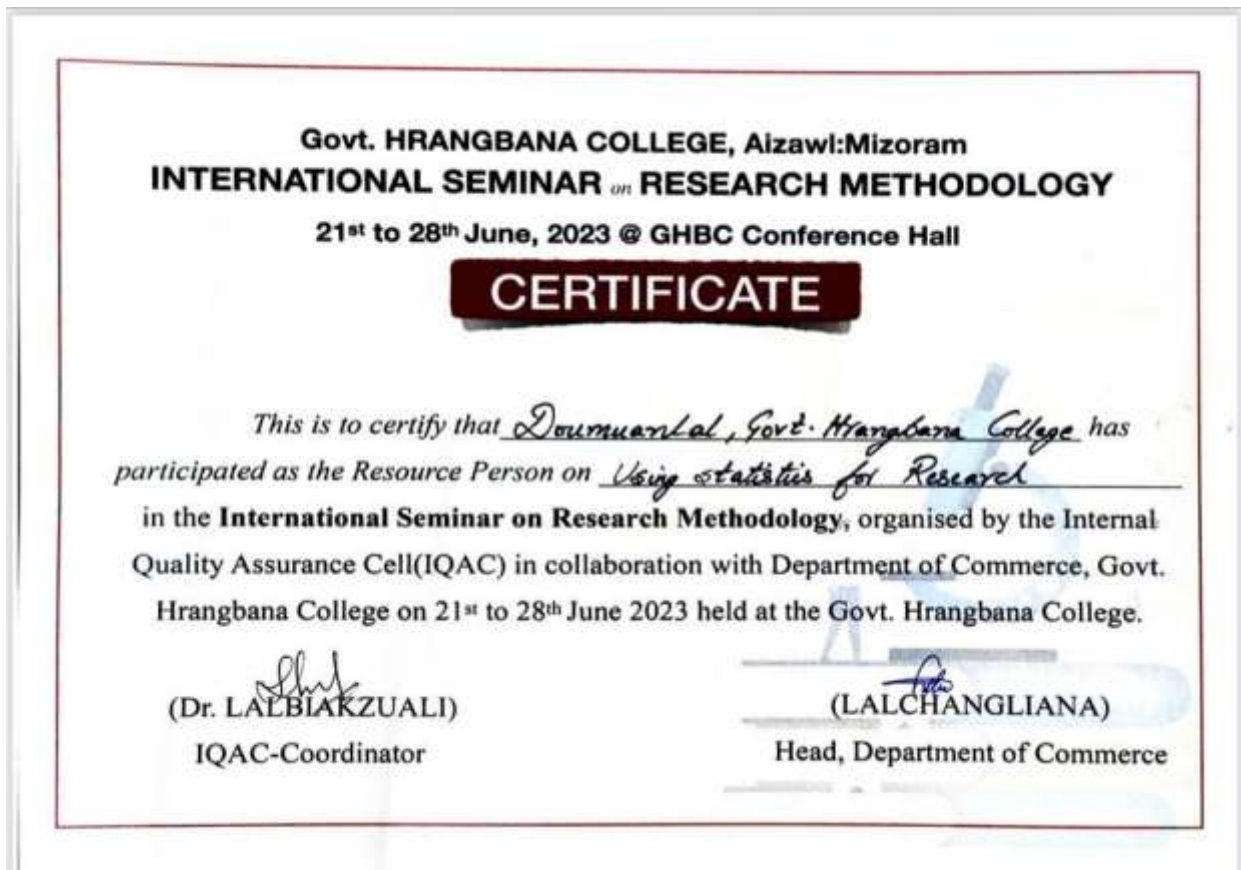 Govt. HRANGBANA COLLEGE, Aizawl:Mizoram
INTERNATIONAL SEMINAR on RESEARCH METHODOLOGY
21st to 28th June, 2023 @ GHBC Conference Hall
CERTIFICATE
This is to certify that Doumuanlal, Govt. Hrangbana College has
participated as the Resource Person on Using statistics for Research
in the International Seminar on Research Methodology, organised by the Internal
Quality Assurance Cell(IQAC) in collaboration with Department of Commerce, Govt.
Hrangbana College on 21st to 28th June 2023 held at the Govt. Hrangbana College.
(Dr. LALBIAKZUALI)
IQAC-Coordinator
(LALCHANGLIANA)
Head, Department of Commerce